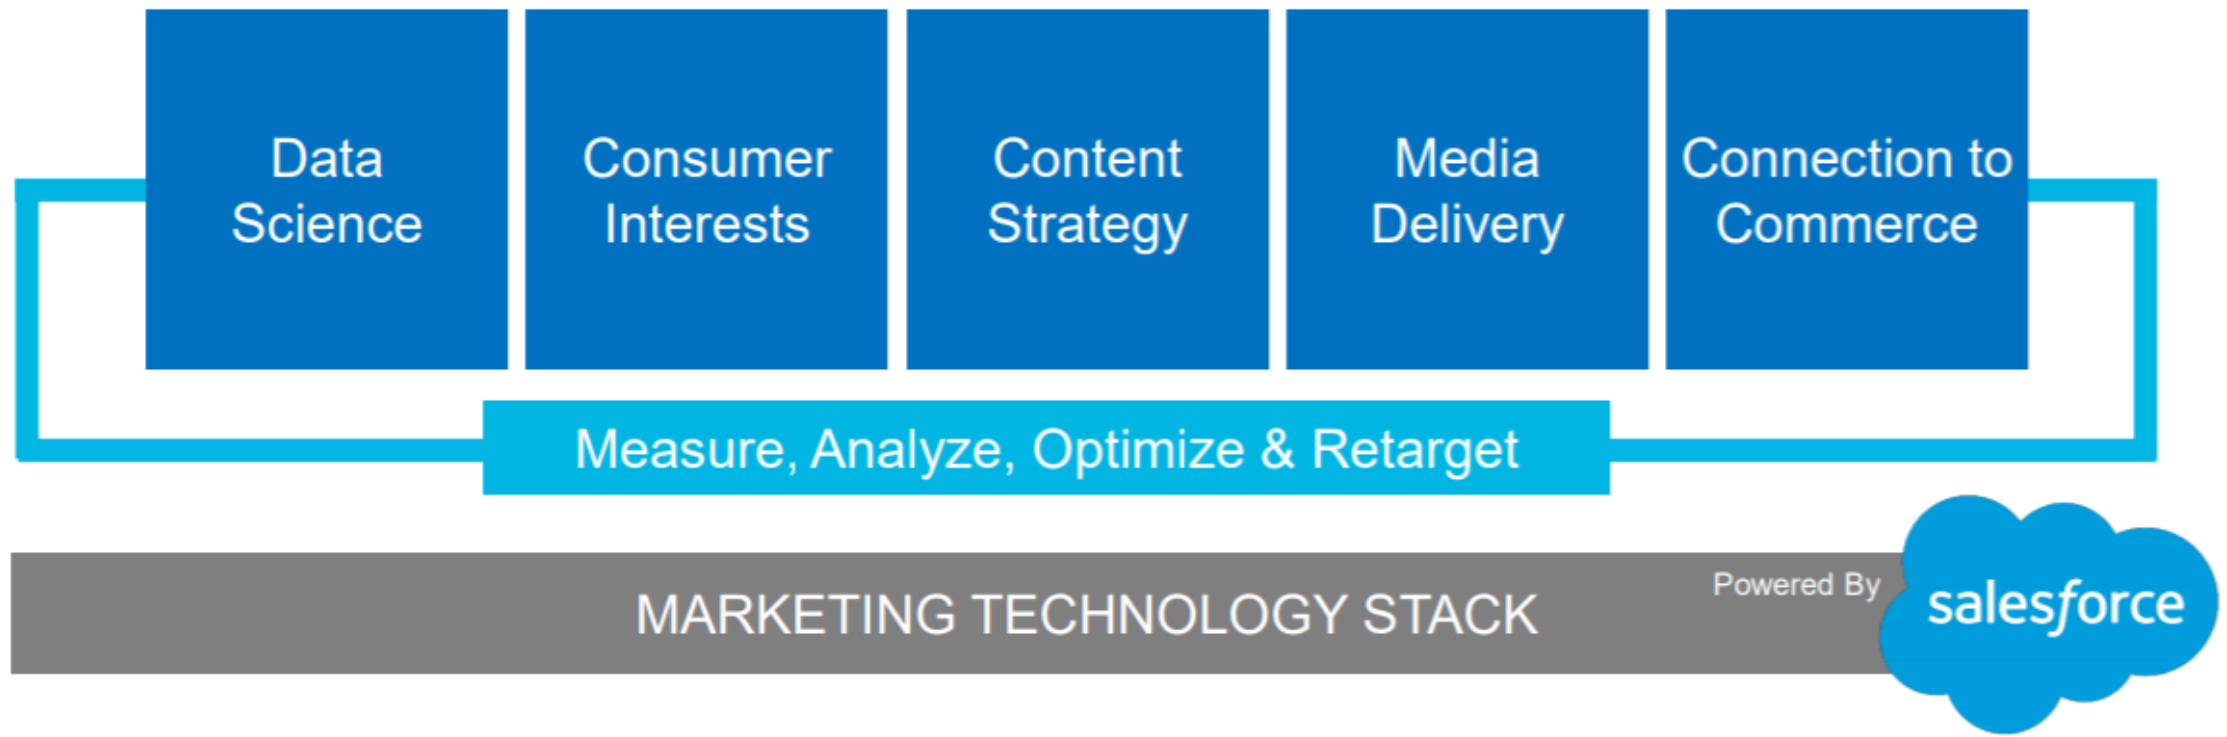 Data
Science
Consumer
Interests
Content
Strategy
Media
Delivery
Connection to
Commerce
Measure, Analyze, Optimize & Retarget
MARKETING TECHNOLOGY STACK
Powered By
salesforce